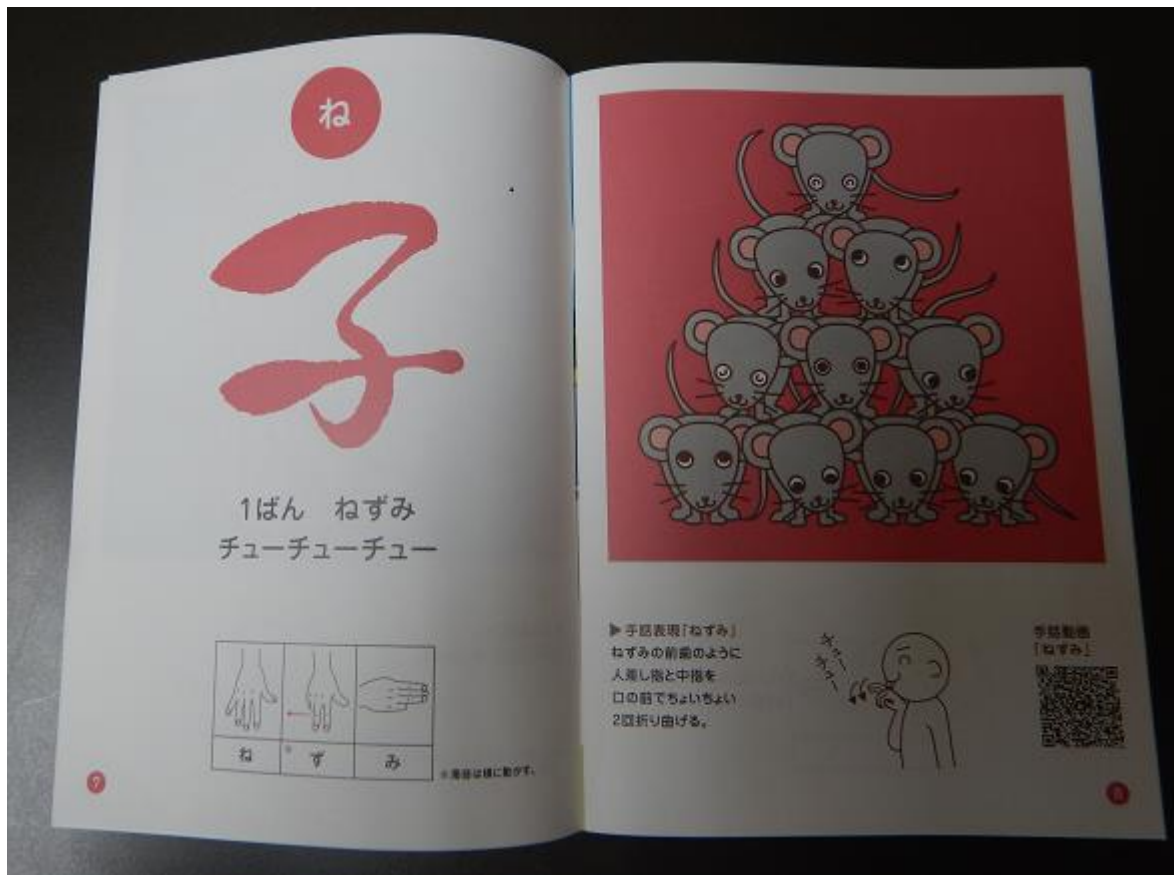 ね
子
1ばん ねずみ
チューチューチュー
ね
※ず
み
※濁音は横に動かす。
7
▶手話表現「ねずみ」
ねずみの前歯のように
人差し指と中指を
口の前でちょいちょい
2回折り曲げる。
チュー
チュー
手話動画
「ねずみ」
8